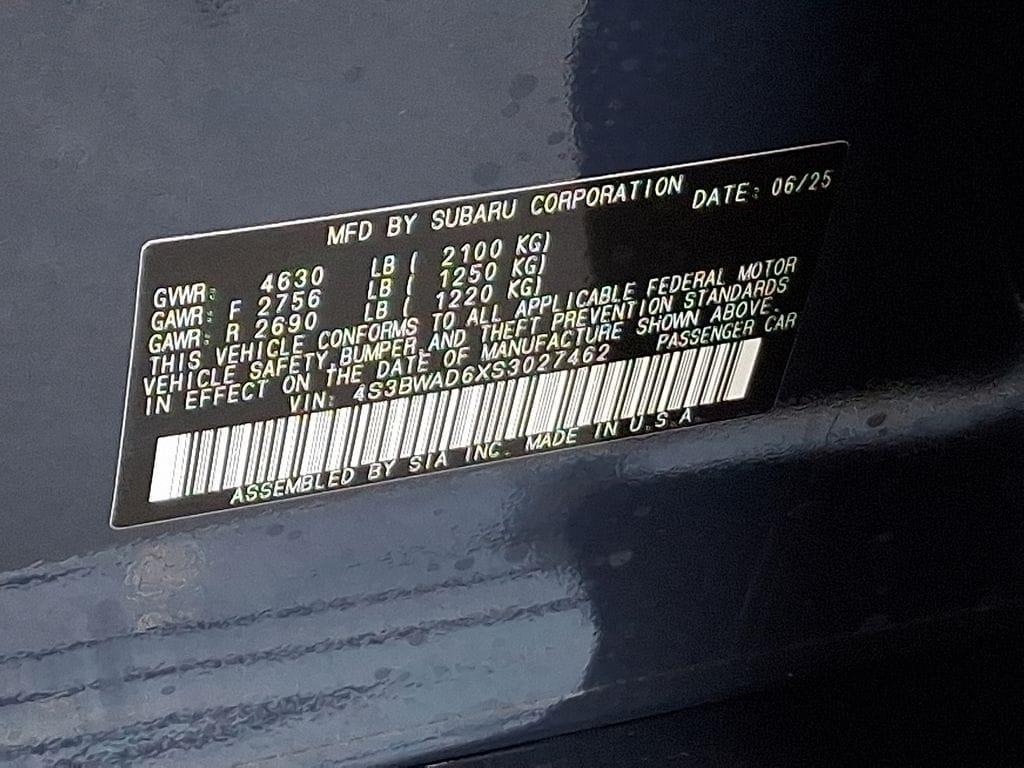 MFD BY SUBARU CORPORATION DATE: 06/25
GVWR: 4630 LB ( 2100 KG)
GAWR: F 2756 LB ( 1250 KG)
GAWR: R 2690 LB ( 1220 KG)
THIS VEHICLE CONFORMS TO ALL APPLICABLE FEDERAL MOTOR
VEHICLE SAFETY,BUMPER,AND THEFT PREVENTION STANDARDS
IN EFFECT ON THE DATE OF MANUFACTURE SHOWN ABOVE.
VIN: 4S3BWAD6XS3027462 PASSENGER CAR
ASSEMBLED BY SIA INC. MADE IN U.S.A